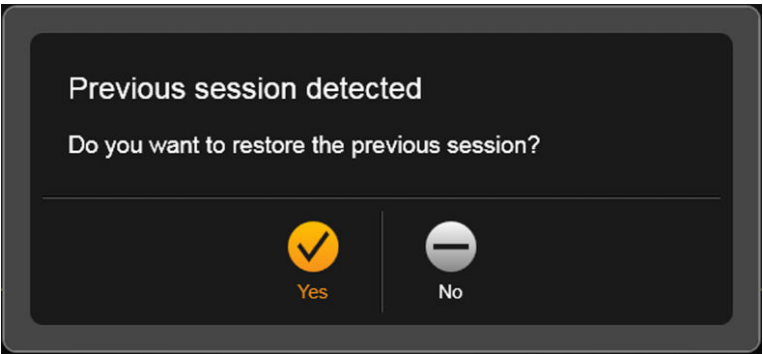 Previous session detected
Do you want to restore the previous session?
Yes
No